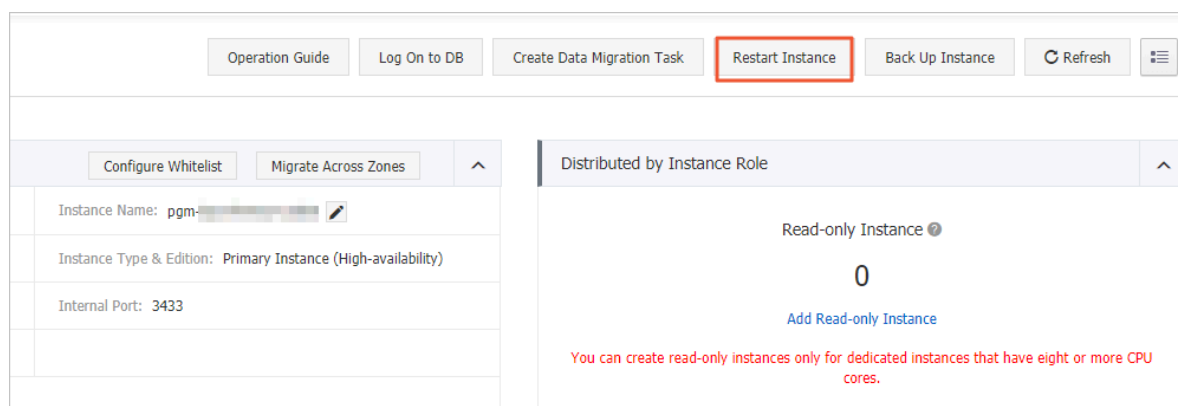 Operation Guide
Log On to DB
Create Data Migration Task
Restart Instance
Back Up Instance
Refresh
Configure Whitelist
Migrate Across Zones
Distributed by Instance Role
Instance Name: pgm-
Instance Type & Edition: Primary Instance (High-availability)
Internal Port: 3433
Read-only Instance
0
Add Read-only Instance
You can create read-only instances only for dedicated instances that have eight or more CPU
cores.